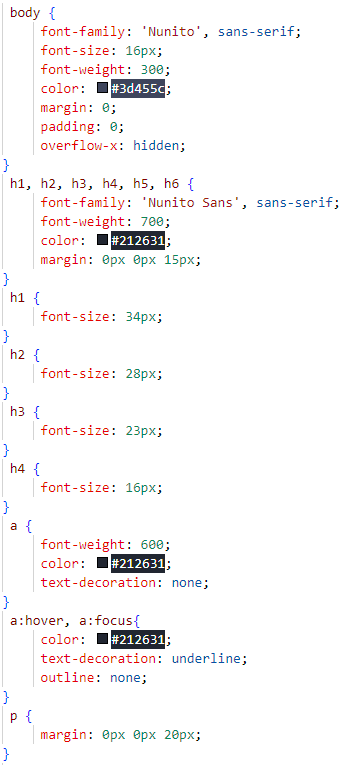 body {
font-family: 'Nunito', sans-serif;
font-size: 16px;
font-weight: 300;
color: #3d455c;
margin: 0;
padding: 0;
overflow-x: hidden;
}
h1, h2, h3, h4, h5, h6 {
font-family: 'Nunito Sans', sans-serif;
font-weight: 700;
color: #212631;
margin: 0px 0px 15px;
}
h1 {
font-size: 34px;
}
h2 {
font-size: 28px;
}
h3 {
font-size: 23px;
}
h4 {
font-size: 16px;
}
a {
font-weight: 600;
color: #212631;
text-decoration: none;
}
a:hover, a:focus{
color: #212631;
text-decoration: underline;
outline: none;
}
p {
margin: 0px 0px 20px;
}